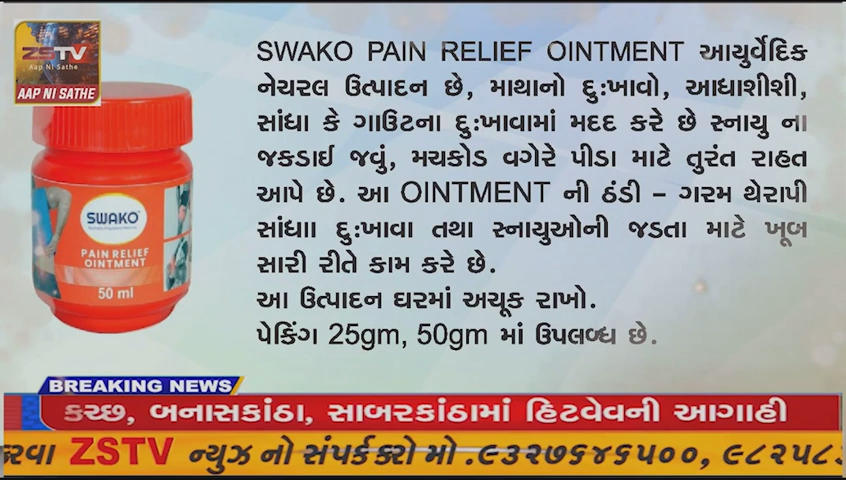 ZSTV
Aap Ni Sathe
AAP NI SATHE
SWAKO PAIN RELIEF OINTMENT આયુર્વેદિક
નેચરલ ઉત્પાદન છે, માથાનો દુઃખાવો, આધાશીશી,
સાંધા કે ગાઉટના દુઃખાવામાં મદદ કરે છે સ્નાયુ ના
જકડાઈ જવું, મચકોડ વગેરે પીડા માટે તુરંત રાહત
આપે છે. આ OINTMENT ની ઠંડી – ગરમ થેરાપી
સાંધાા દુઃખાવા તથા સ્નાયુઓની જડતા માટે ખૂબ
સારી રીતે કામ કરે છે.
આ ઉત્પાદન ઘરમાં અચૂક રાખો.
પેકિંગ 25gm, 50gm માં ઉપલબ્ધ છે.
SWAKO
PAIN RELIEF
OINTMENT
50 ml
BREAKING NEWS
કચ્છ, બનાસકાંઠા, સાબરકાંઠામાં હિટવેવની આગાહી
ZSTV ન્યુઝ નો સંપર્ક કરો મો .૯૩૨૭૬૪૬૫૦૦, ૯૮૨૫૮૩